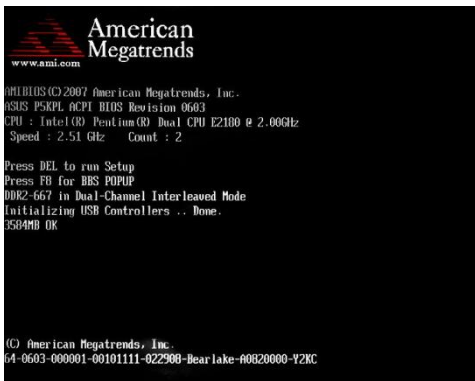 American
Megatrends
www.ami.com
AMIBIOS(C)2007 American Megatrends, Inc.
ASUS P5KPL ACPI BIOS Revision 0603
CPU : Intel(R) Pentium(R) Dual CPU E2180 @ 2.00GHz
Speed : 2.51 GHz Count : 2
Press DEL to run Setup
Press F8 for BBS POPUP
DDR2-667 in Dual-Channel Interleaved Mode
Initializing USB Controllers .. Done.
3584MB OK
(C) American Megatrends, Inc.
64-0603-000001-00101111-022908-Bearlake-A0820000-Y2KC